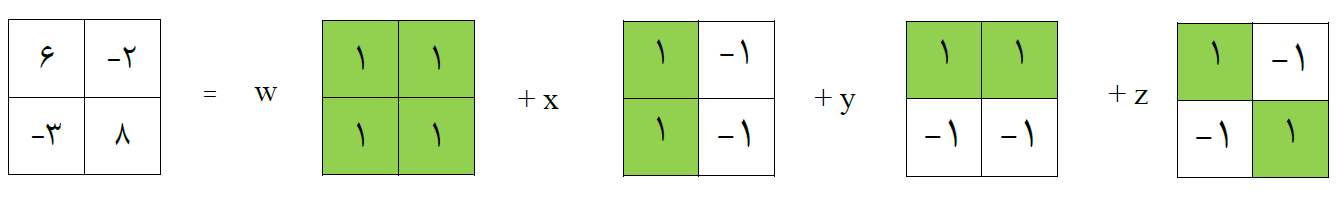 ۶ -۲ = w ۱ ۱ + x ۱ -۱ + y ۱ ۱ + z ۱ -۱
-۳ ۸ ۱ ۱ ۱ -۱ -۱ -۱ -۱ ۱